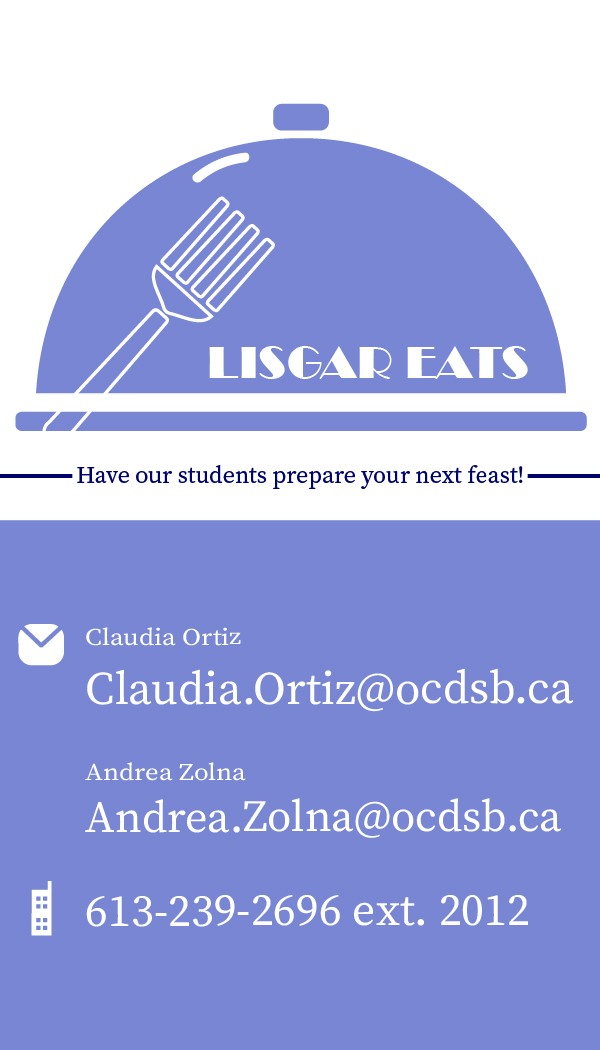 LISGAR EATS
Have our students prepare your next feast!
Claudia Ortiz
Claudia.Ortiz@ocdsb.ca
Andrea Zolna
Andrea.Zolna@ocdsb.ca
613-239-2696 ext. 2012